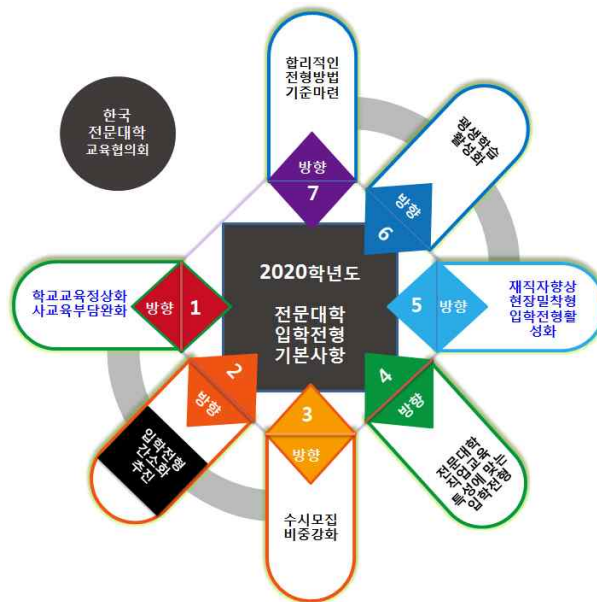 한국
전문대학
교육협의회
2020학년도
전문대학
입학전형
기본사항
방향
1
학교교육정상화
사교육부담완화
방향
2
입학전형
간소화
추진
방향
3
수시모집
비중강화
방향
4
전문대학
직업교육
특성에 맞는
입학전형
방향
5
재직자향상
현장밀착형
입학전형활
성화
방향
6
평생학습
활성화
방향
7
합리적인
전형방법
기준마련